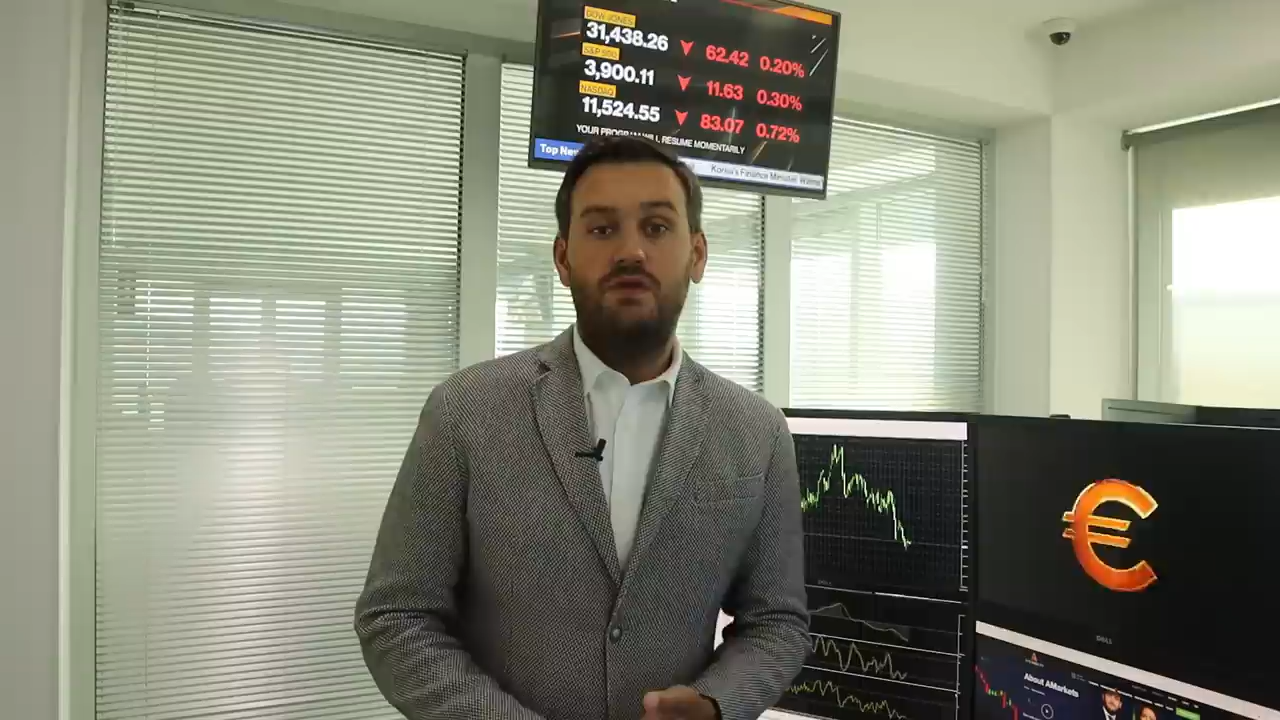 DOW JONES
31,438.26 62.42 0.20%
S&P 500
3,900.11 11.63 0.30%
NASDAQ
11,524.55 83.07 0.72%
YOUR PROGRAM WILL RESUME MOMENTARILY
Top New
Korea's Finance Minister Warns
€
DELL
DELL
About AMarkets